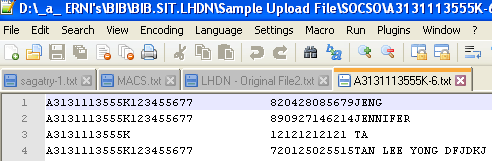 D:\_a_ ERNI's\BIB\BIB.SIT.LHDN\Sample Upload File\SOCSO\A3131113555K-6
File Edit Search View Encoding Language Settings Macro Run Plugins Window ?
sagatry-1.txt MACS.txt LHDN - Original File2.txt A3131113555K-6.txt
1 A3131113555K123455677 820428085679JENG
2 A3131113555K123455677 890927146214JENNIFER
3 A3131113555K 12121212121 TA
4 A3131113555K123455677 720125025515TAN LEE YONG DFJDKJ